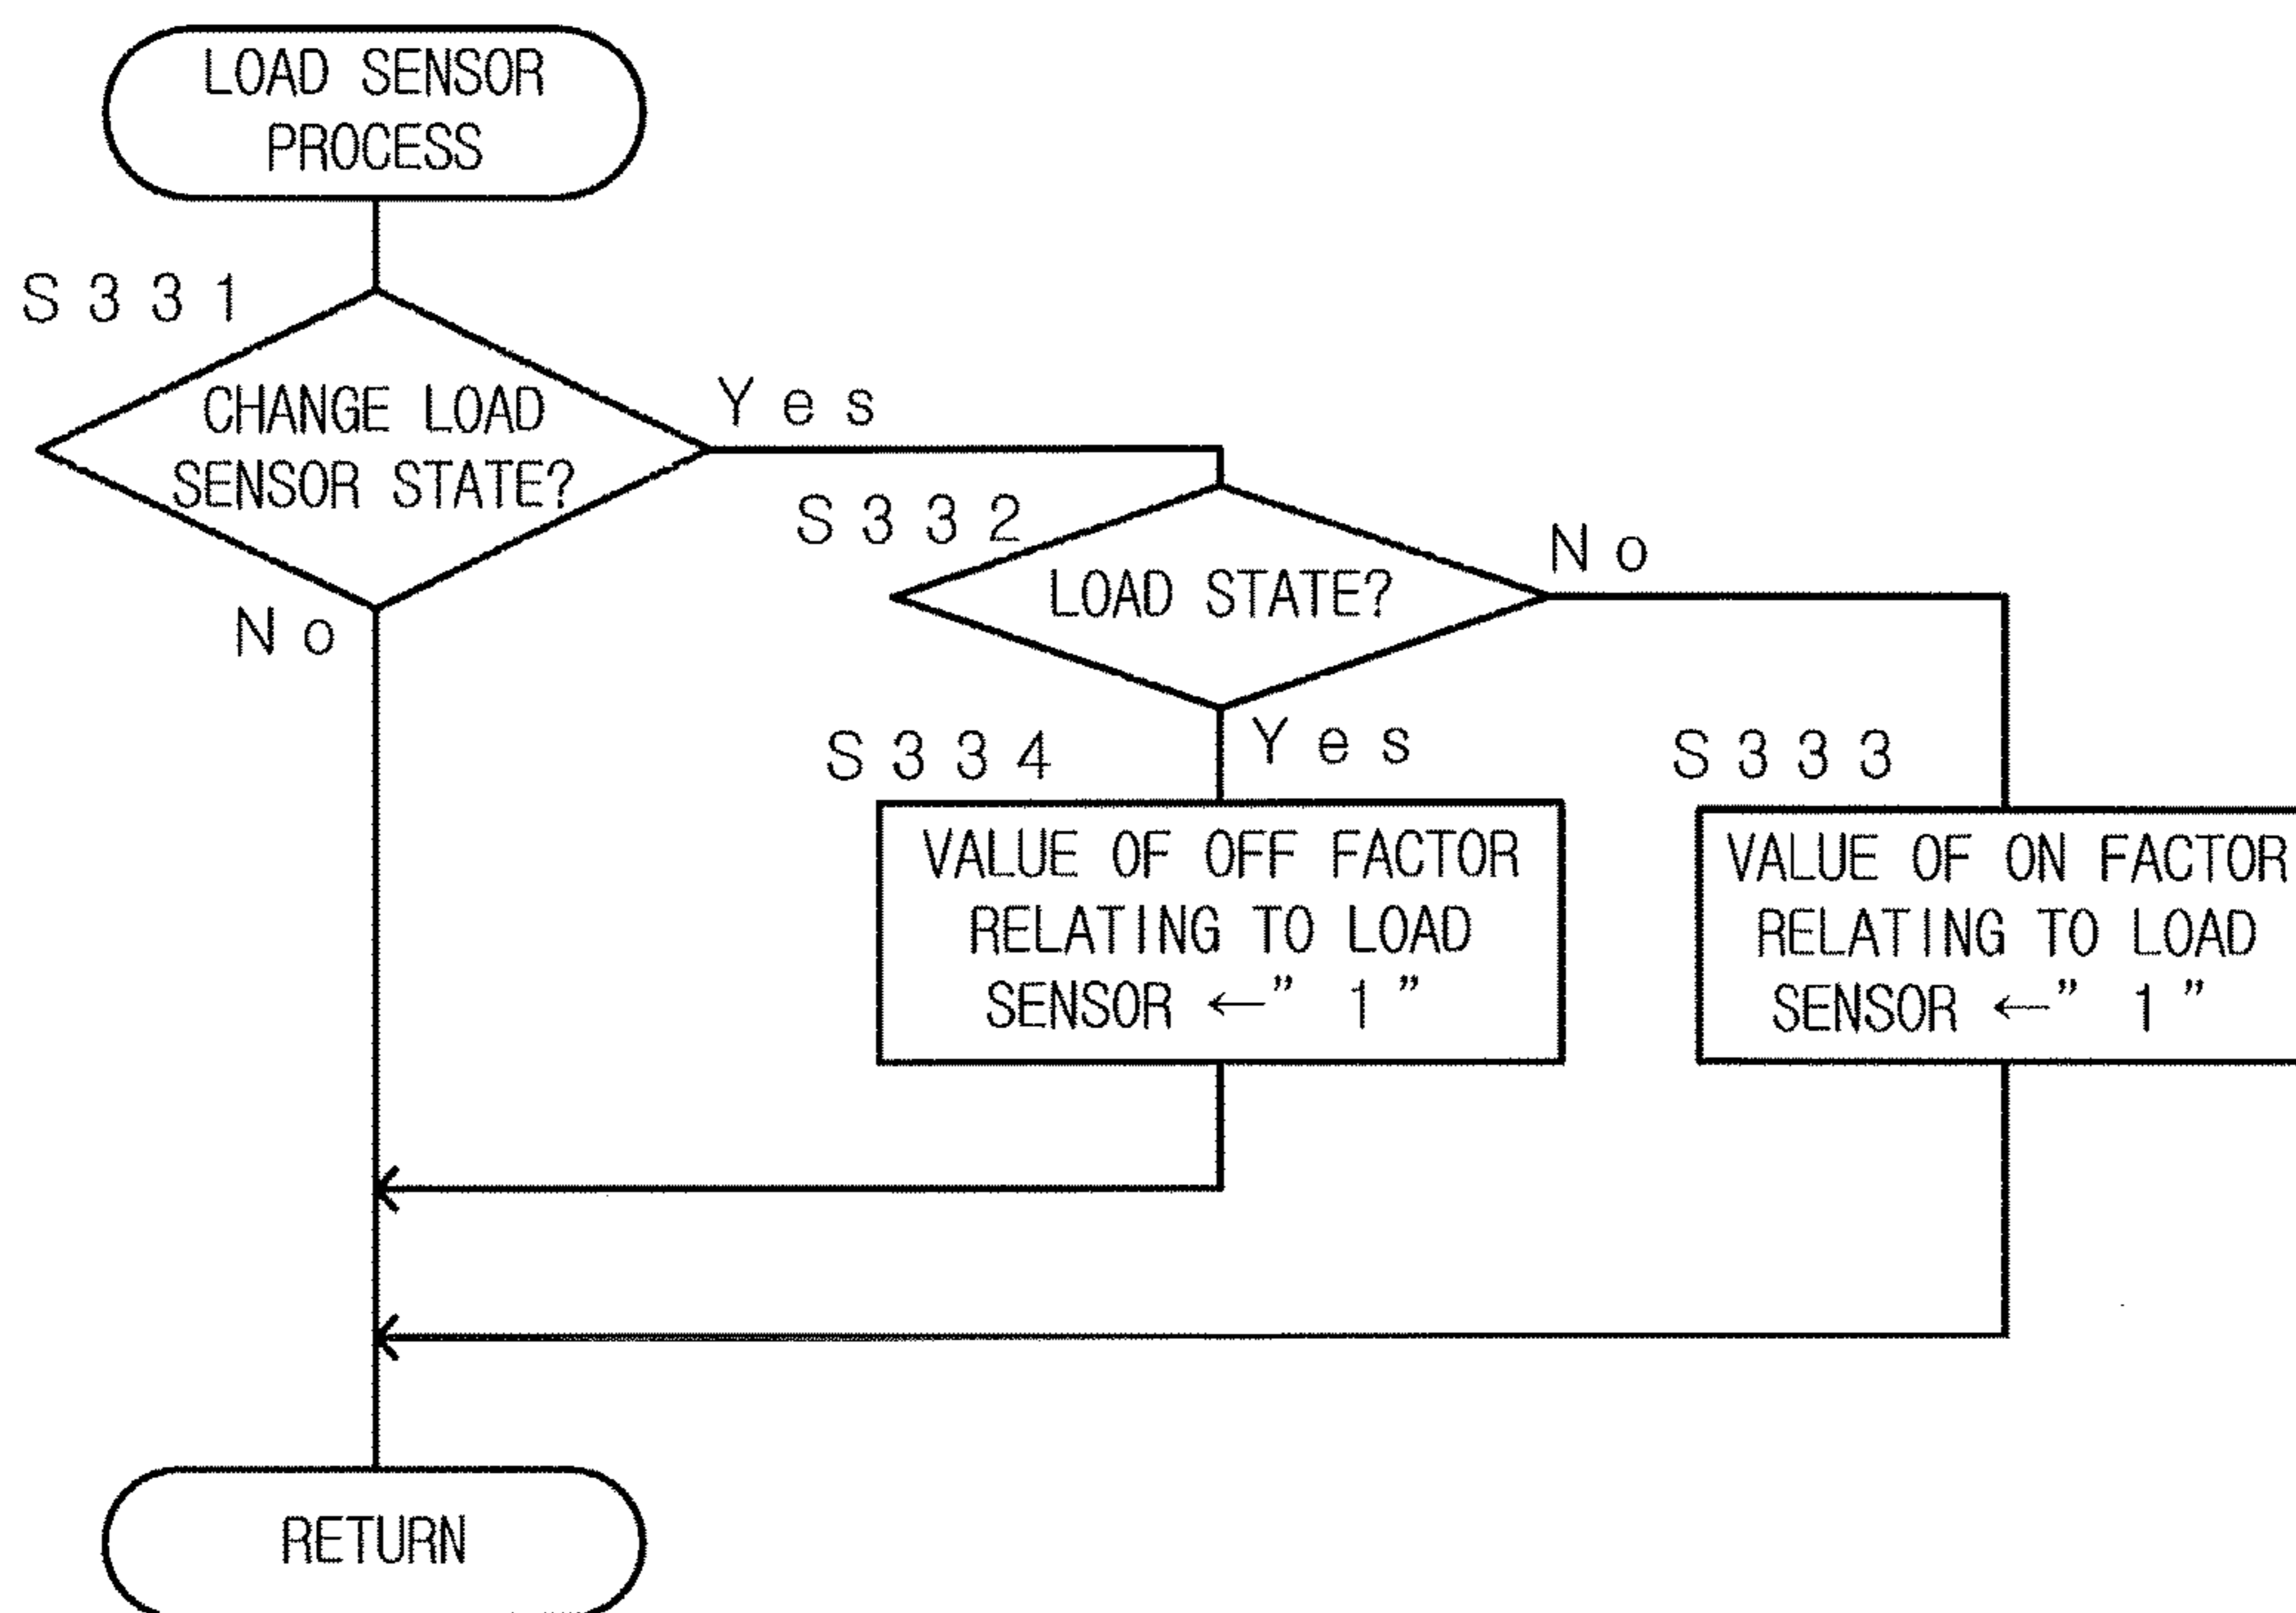 LOAD SENSOR
PROCESS
S331
CHANGE LOAD
SENSOR STATE?
Yes
No
S332
LOAD STATE?
No
Yes
S334
VALUE OF OFF FACTOR
RELATING TO LOAD
SENSOR ←” 1 ”
S333
VALUE OF ON FACTOR
RELATING TO LOAD
SENSOR ←” 1 ”
RETURN